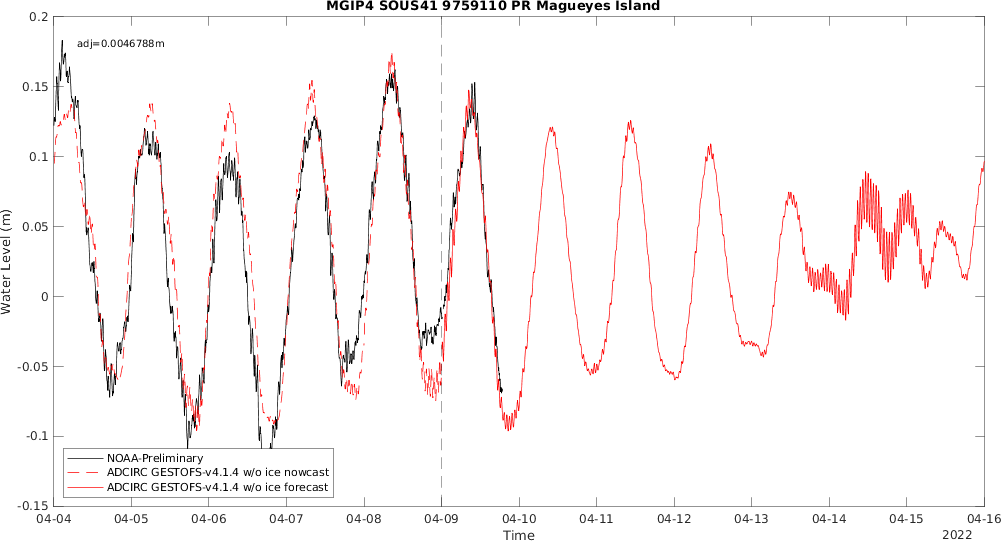 MGIP4 SOUS41 9759110 PR Magueyes Island
adj=0.0046788m
0.2
0.15
0.1
0.05
0
-0.05
-0.1
-0.15
Water Level (m)
NOAA-Preliminary
ADCIRC GESTOFS-v4.1.4 w/o ice nowcast
ADCIRC GESTOFS-v4.1.4 w/o ice forecast
04-04 04-05 04-06 04-07 04-08 04-09 04-10 04-11 04-12 04-13 04-14 04-15 04-16
Time
2022